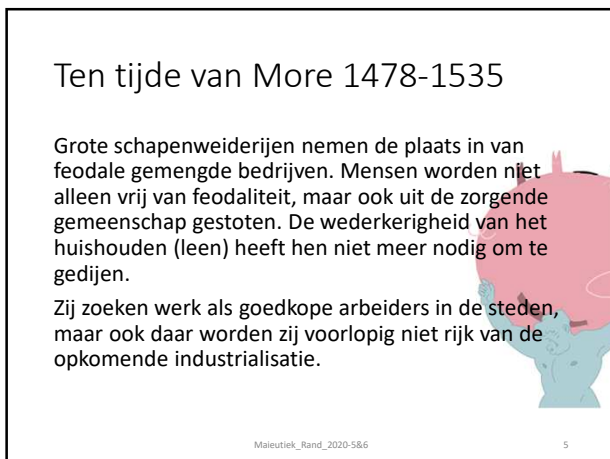 Ten tijde van More 1478-1535
Grote schapenweiderijen nemen de plaats in van
feodale gemengde bedrijven. Mensen worden niet
alleen vrij van feodaliteit, maar ook uit de zorgende
gemeenschap gestoten. De wederkerigheid van het
huishouden (leen) heeft hen niet meer nodig om te
gedijen.
Zij zoeken werk als goedkope arbeiders in de steden,
maar ook daar worden zij voorlopig niet rijk van de
opkomende industrialisatie.
Maieutiek_Rand_2020-5&6
5